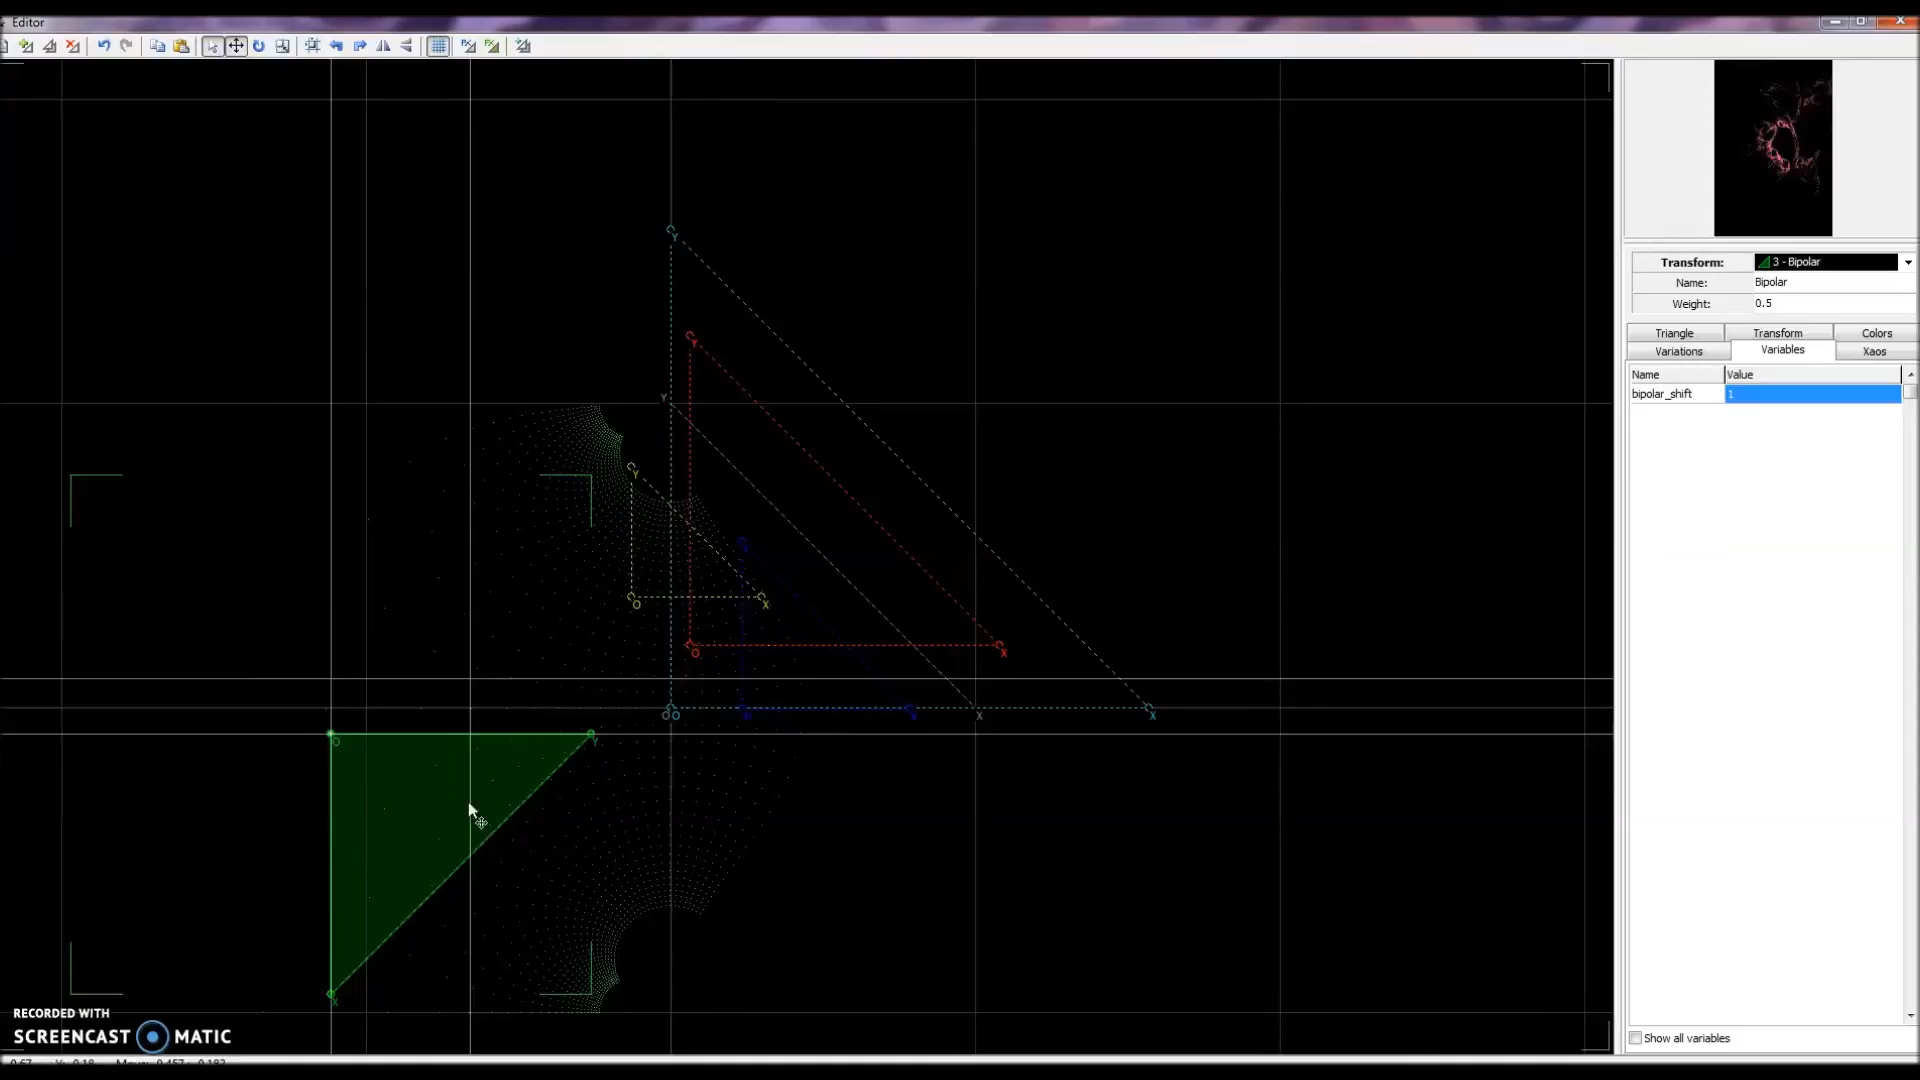 Editor
Transform:
3 - Bipolar
Name:
Bipolar
Weight:
0.5
Triangle
Transform
Colors
Variations
Variables
Xaos
Name
Value
bipolar_shift
1
Y
Y
Y
Y
Y
O
X
O
X
O
O
X
X
O
Y
X
RECORDED WITH
SCREENCAST MATIC
Show all variables